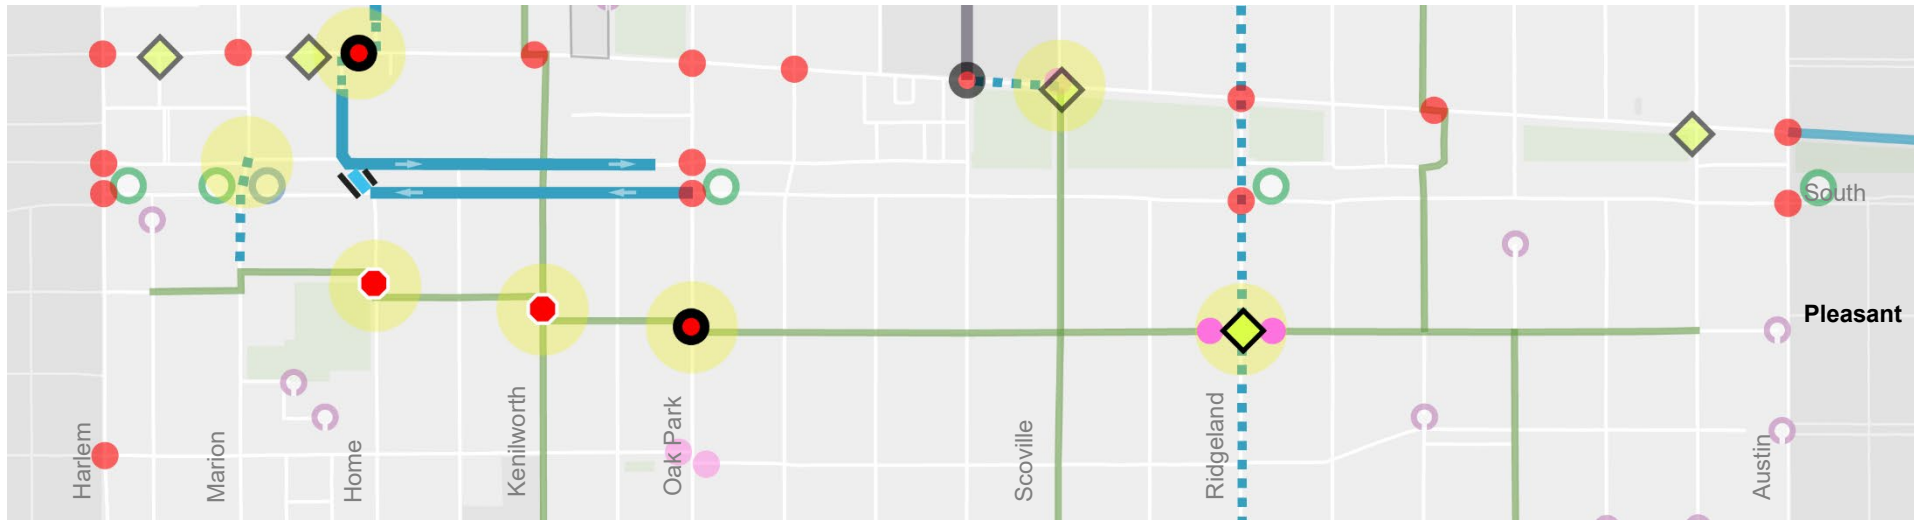 South
Pleasant
Harlem
Marion
Home
Kenilworth
Oak Park
Scoville
Ridgeland
Austin